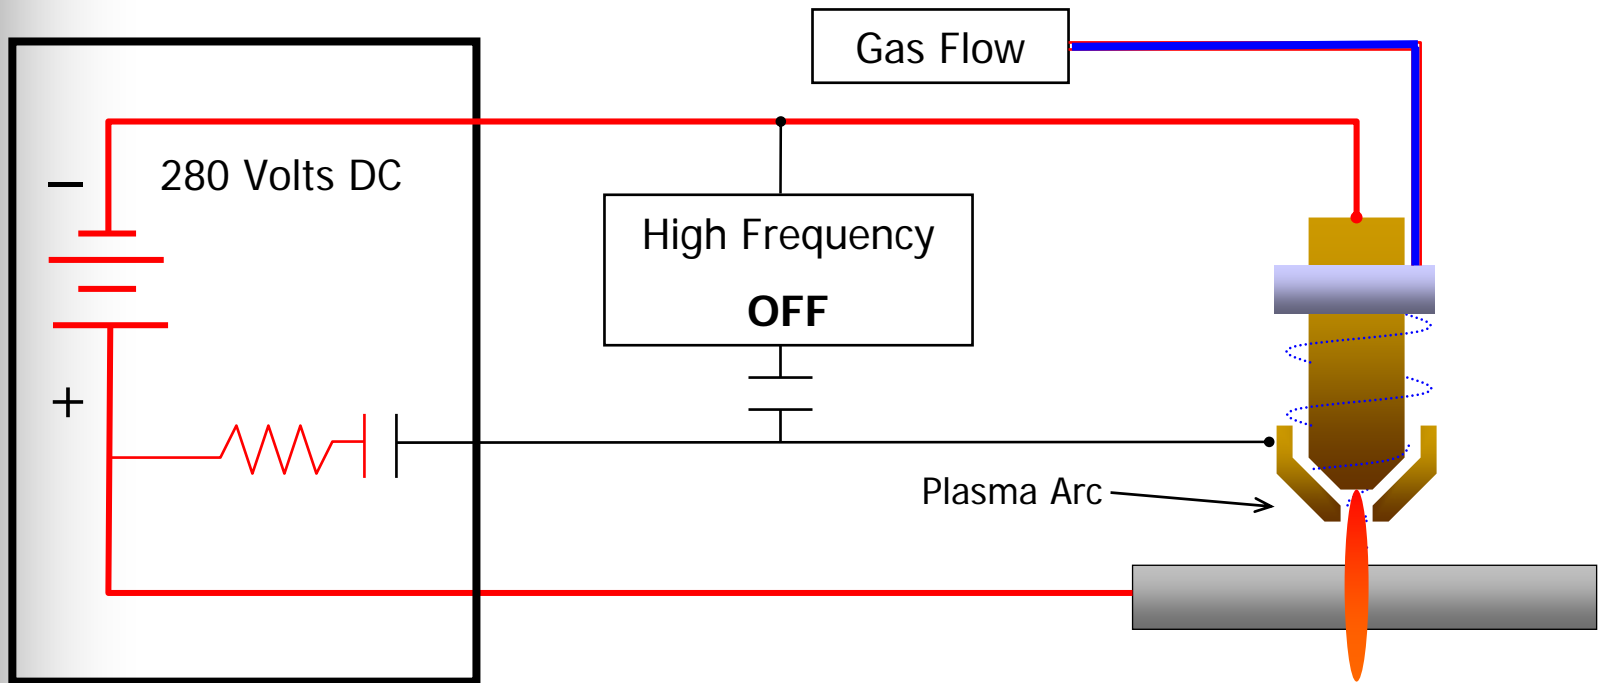 Gas Flow
280 Volts DC
−
High Frequency
OFF
+
Plasma Arc